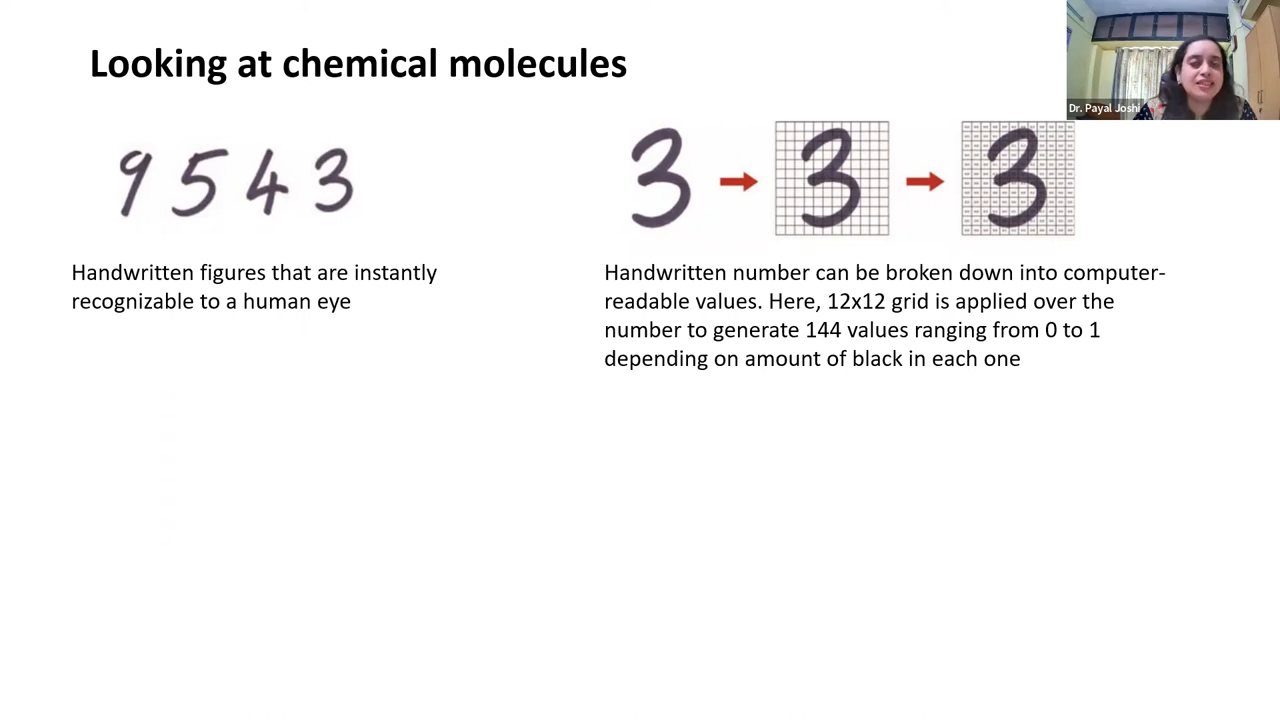 Looking at chemical molecules
Dr. Payal Joshi
9 5 4 3
3
3
3
Handwritten figures that are instantly
recognizable to a human eye
Handwritten number can be broken down into computer-
readable values. Here, 12x12 grid is applied over the
number to generate 144 values ranging from 0 to 1
depending on amount of black in each one